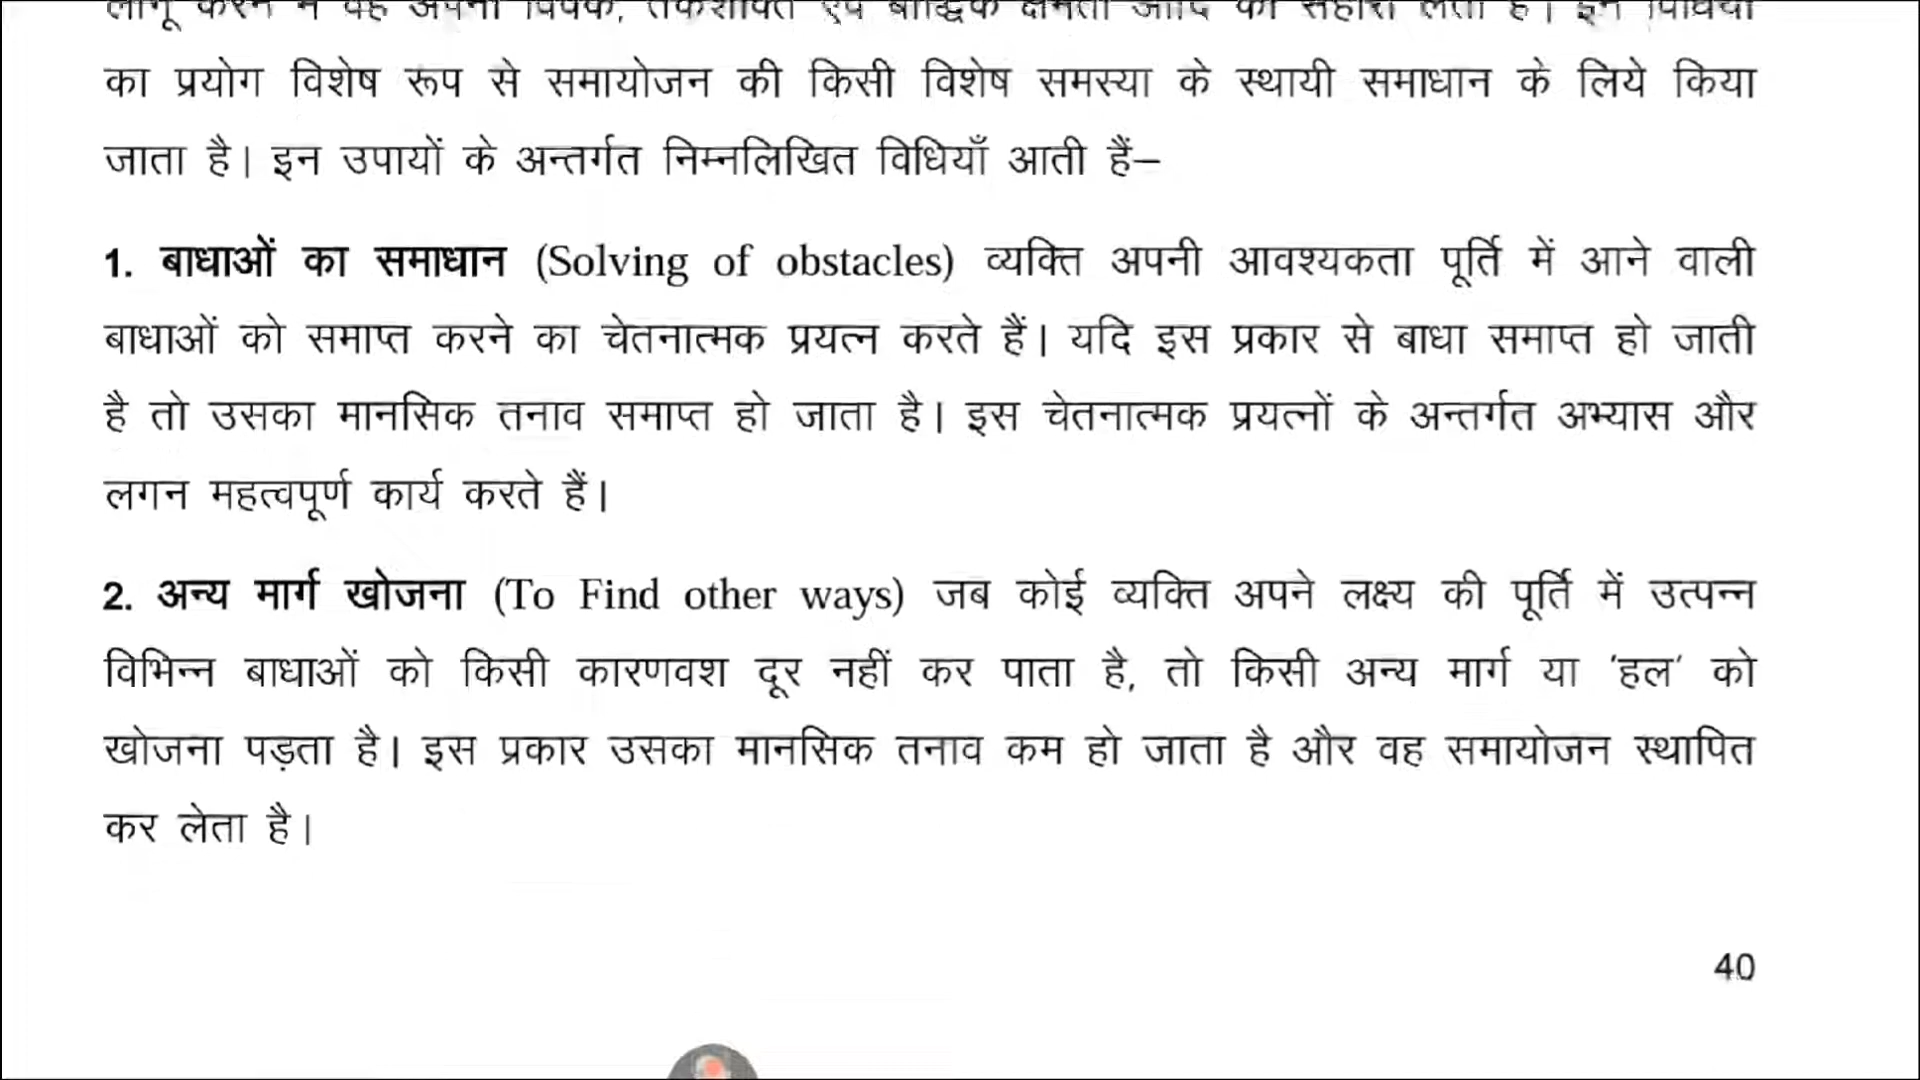 का प्रयोग विशेष रूप से समायोजन की किसी विशेष समस्या के स्थायी समाधान के लिये किया
जाता है। इन उपायों के अन्तर्गत निम्नलिखित विधियाँ आती हैं–
1. बाधाओं का समाधान (Solving of obstacles) व्यक्ति अपनी आवश्यकता पूर्ति में आने वाली
बाधाओं को समाप्त करने का चेतनात्मक प्रयत्न करते हैं। यदि इस प्रकार से बाधा समाप्त हो जाती
है तो उसका मानसिक तनाव समाप्त हो जाता है। इस चेतनात्मक प्रयत्नों के अन्तर्गत अभ्यास और
लगन महत्वपूर्ण कार्य करते हैं।
2. अन्य मार्ग खोजना (To Find other ways) जब कोई व्यक्ति अपने लक्ष्य की पूर्ति में उत्पन्न
विभिन्न बाधाओं को किसी कारणवश दूर नहीं कर पाता है, तो किसी अन्य मार्ग या 'हल' को
खोजना पड़ता है। इस प्रकार उसका मानसिक तनाव कम हो जाता है और वह समायोजन स्थापित
कर लेता है।
40